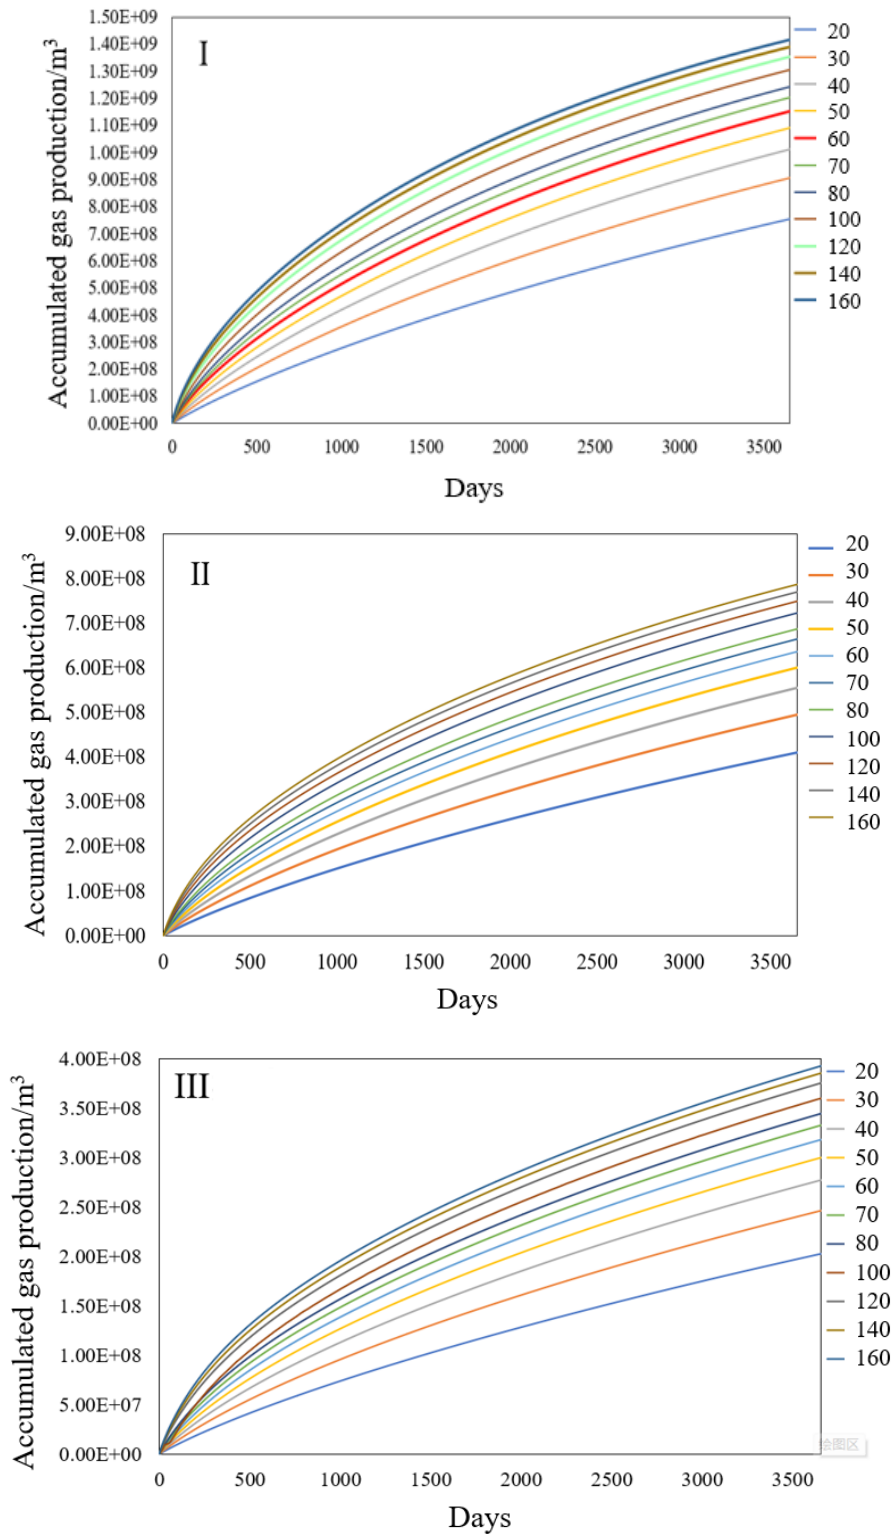 1.50E+09
1.40E+09
1.30E+09
1.20E+09
1.10E+09
1.00E+09
9.00E+08
8.00E+08
7.00E+08
6.00E+08
5.00E+08
4.00E+08
3.00E+08
2.00E+08
1.00E+08
0.00E+00
Accumulated gas production/m³
I
0 500 1000 1500 2000 2500 3000 3500
Days
20
30
40
50
60
70
80
100
120
140
160
9.00E+08
8.00E+08
7.00E+08
6.00E+08
5.00E+08
4.00E+08
3.00E+08
2.00E+08
1.00E+08
0.00E+00
Accumulated gas production/m³
II
0 500 1000 1500 2000 2500 3000 3500
Days
20
30
40
50
60
70
80
100
120
140
160
4.00E+08
3.50E+08
3.00E+08
2.50E+08
2.00E+08
1.50E+08
1.00E+08
5.00E+07
0.00E+00
Accumulated gas production/m³
III
0 500 1000 1500 2000 2500 3000 3500
Days
20
30
40
50
60
70
80
100
120
140
160
绘图区